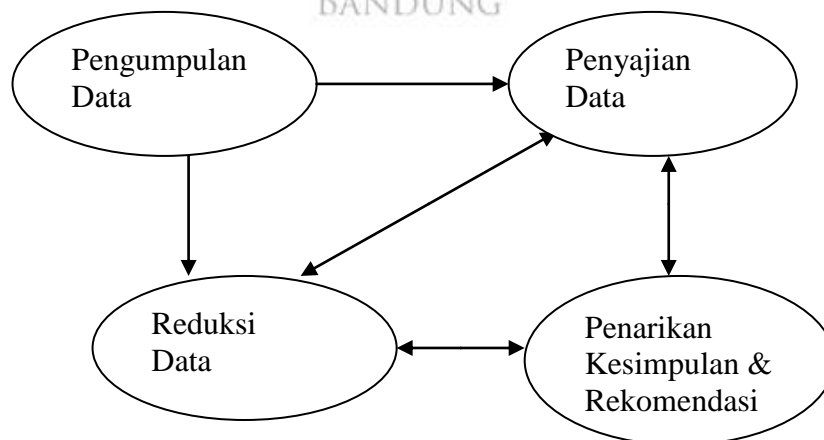 BANDUNG
Pengumpulan
Data
Penyajian
Data
Reduksi
Data
Penarikan
Kesimpulan &
Rekomendasi